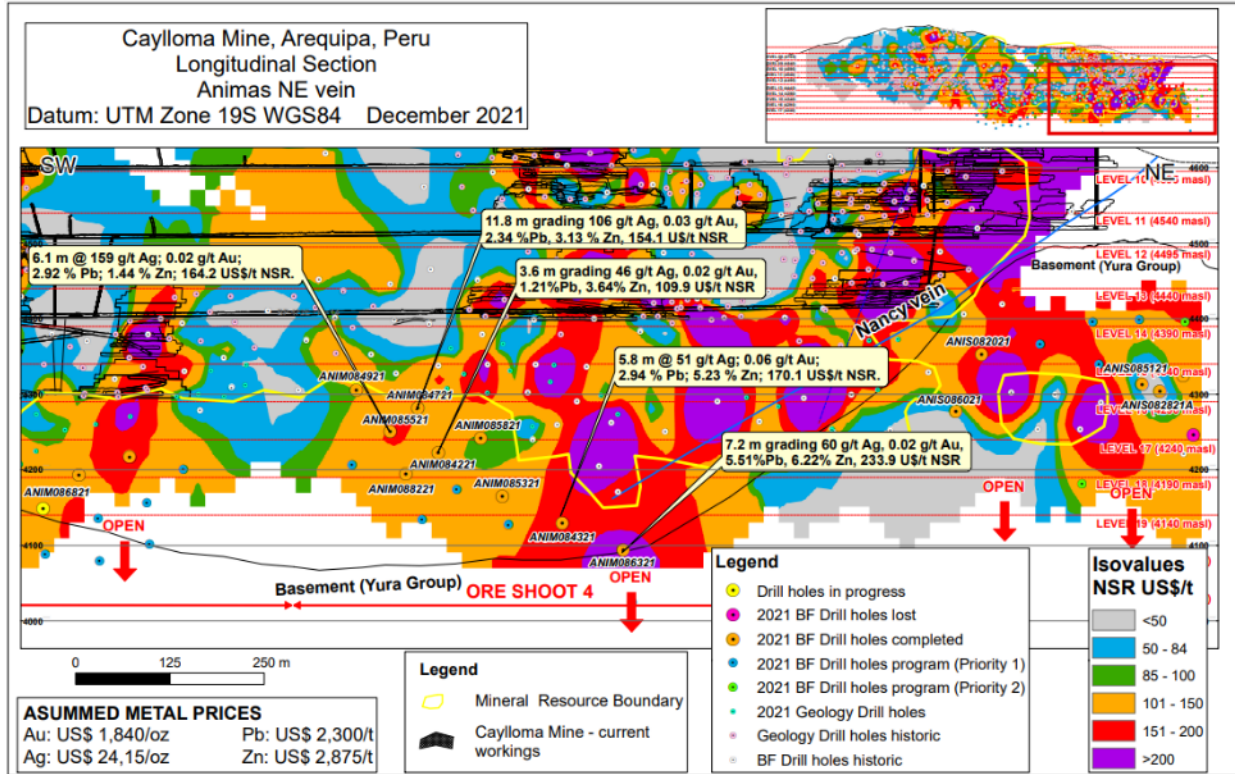 Caylloma Mine, Arequipa, Peru
Longitudinal Section
Animas NE vein
Datum: UTM Zone 19S WGS84 December 2021
SW
NE
4600
LEVEL 11 (4540 masl)
4500
4500
LEVEL 12 (4495 masl)
Basement (Yura Group)
LEVEL 13 (4440 masl)
4400
LEVEL 14 (4390 masl)
4300
4300
LEVEL 17 (4240 masl)
4200
4200
LEVEL 18 (4190 masl)
LEVEL 19 (4140 masl)
4100
4100
4000
4000
6.1 m @ 159 g/t Ag; 0.02 g/t Au;
2.92 % Pb; 1.44 % Zn; 164.2 US$/t NSR.
11.8 m grading 106 g/t Ag, 0.03 g/t Au,
2.34 %Pb, 3.13 % Zn, 154.1 U$/t NSR
3.6 m grading 46 g/t Ag, 0.02 g/t Au,
1.21%Pb, 3.64% Zn, 109.9 U$/t NSR
Nancy vein
5.8 m @ 51 g/t Ag; 0.06 g/t Au;
2.94 % Pb; 5.23 % Zn; 170.1 US$/t NSR.
7.2 m grading 60 g/t Ag, 0.02 g/t Au,
5.51%Pb, 6.22% Zn, 233.9 U$/t NSR
ANIS082021
ANIS085121
ANIM084921
ANIM084721
ANIS082821A
ANIM085521
ANIS086021
ANIM085821
ANIM084221
ANIM088221
ANIM085321
ANIM086821
ANIM084321
ANIM086321
OPEN
OPEN
OPEN
OPEN
Basement (Yura Group)
ORE SHOOT 4
0 125 250 m
ASUMMED METAL PRICES
Au: US$ 1,840/oz Pb: US$ 2,300/t
Ag: US$ 24,15/oz Zn: US$ 2,875/t
Legend
Mineral Resource Boundary
Caylloma Mine - current
workings
Legend
Drill holes in progress
2021 BF Drill holes lost
2021 BF Drill holes completed
2021 BF Drill holes program (Priority 1)
2021 BF Drill holes program (Priority 2)
2021 Geology Drill holes
Geology Drill holes historic
BF Drill holes historic
Isovalues
NSR US$/t
<50
50 - 84
85 - 100
101 - 150
151 - 200
>200